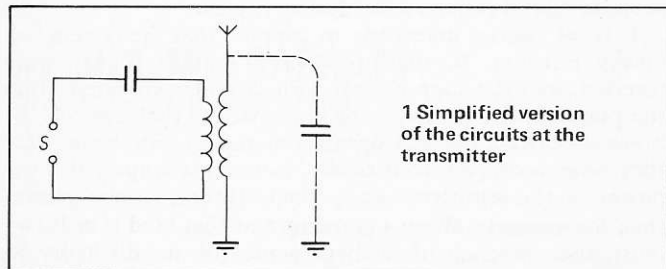 S
1 Simplified version
of the circuits at the
transmitter